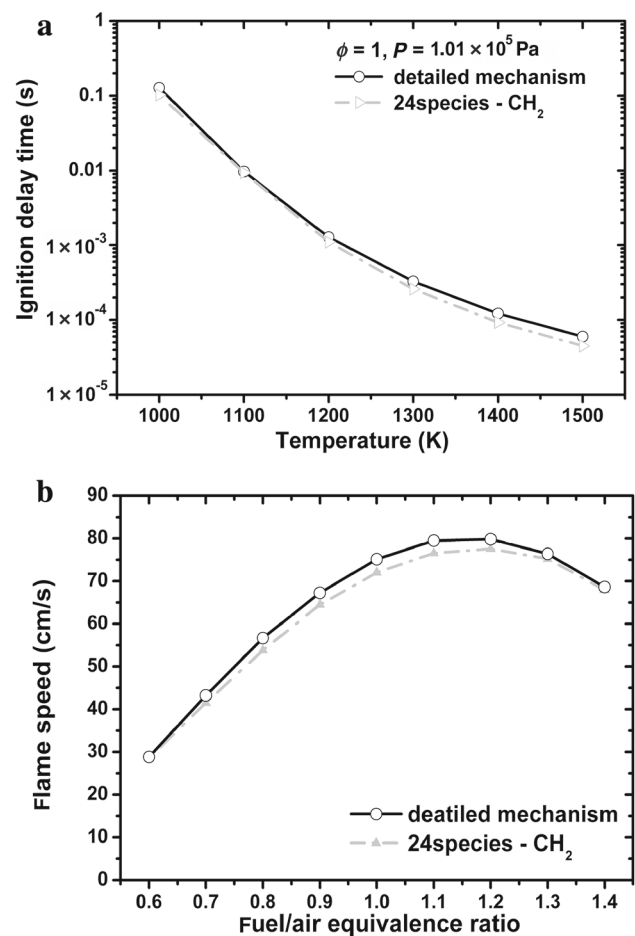 a
ϕ = 1, P = 1.01 × 10⁵ Pa
detailed mechanism
24species - CH₂
Ignition delay time (s)
1
0.1
0.01
1 × 10⁻³
1 × 10⁻⁴
1 × 10⁻⁵
1000 1100 1200 1300 1400 1500
Temperature (K)
b
Flame speed (cm/s)
90
80
70
60
50
40
30
20
10
0
deatiled mechanism
24species - CH₂
0.6 0.7 0.8 0.9 1.0 1.1 1.2 1.3 1.4
Fuel/air equivalence ratio